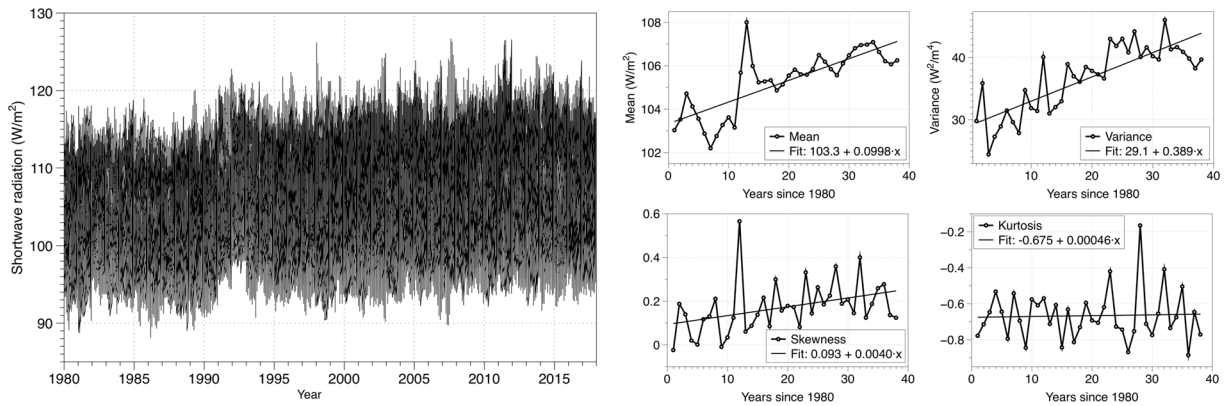 Shortwave radiation (W/m²)
130
120
110
100
90
1980 1985 1990 1995 2000 2005 2010 2015
Year
Mean (W/m²)
108
106
104
102
Mean
Fit: 103.3 + 0.0998·x
0 10 20 30 40
Years since 1980
Variance (W²/m⁴)
40
30
Variance
Fit: 29.1 + 0.389·x
0 10 20 30 40
Years since 1980
0.6
0.4
0.2
0
Skewness
Fit: 0.093 + 0.0040·x
0 10 20 30 40
Years since 1980
−0.2
−0.4
−0.6
−0.8
Kurtosis
Fit: -0.675 + 0.00046·x
0 10 20 30 40
Years since 1980